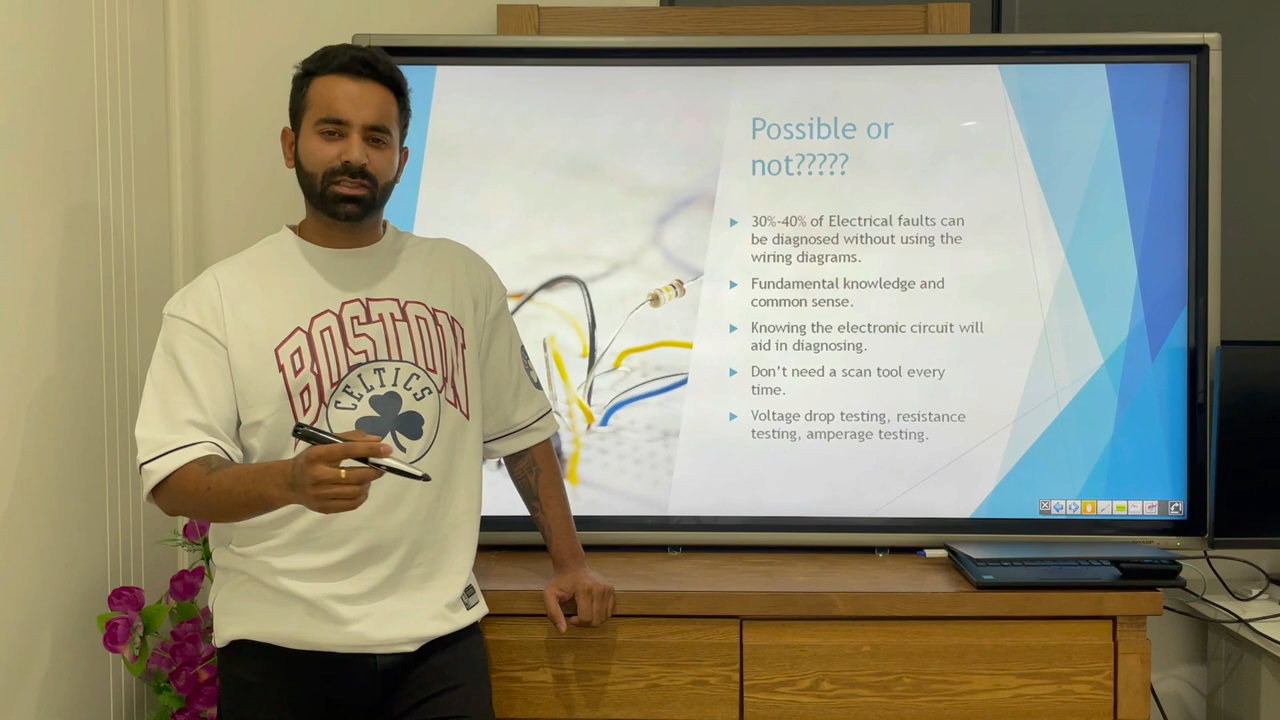 Possible or
not?????
30%-40% of Electrical faults can
be diagnosed without using the
wiring diagrams.
Fundamental knowledge and
common sense.
Knowing the electronic circuit will
aid in diagnosing.
Don't need a scan tool every
time.
Voltage drop testing, resistance
testing, amperage testing.
BOSTON
CELTICS
SHARP